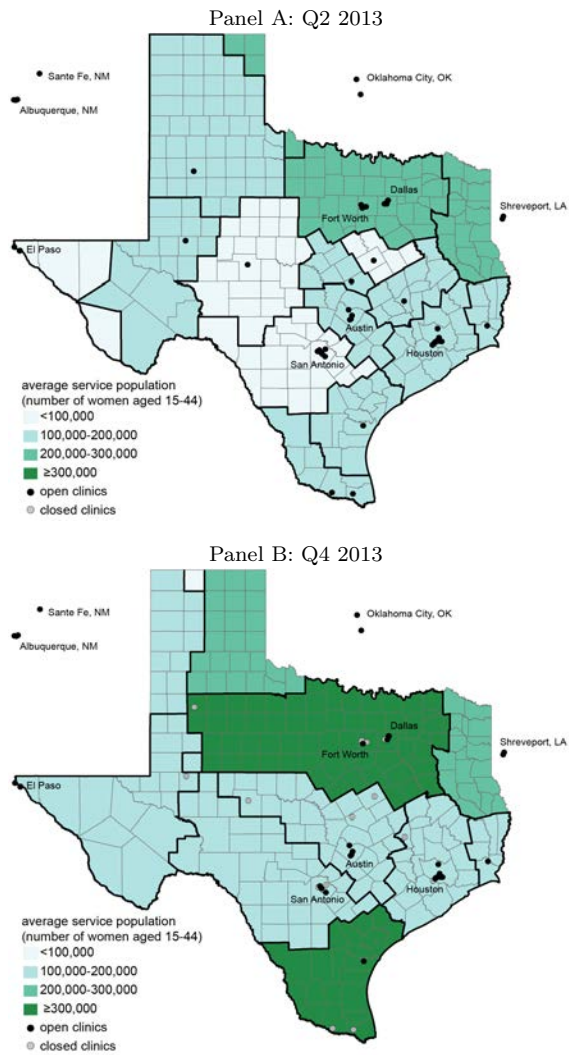 Panel A: Q2 2013
Sante Fe, NM
Oklahoma City, OK
Albuquerque, NM
Dallas
Fort Worth
Shreveport, LA
El Paso
Austin
Houston
San Antonio
average service population
(number of women aged 15-44)
<100,000
100,000-200,000
200,000-300,000
≥300,000
open clinics
closed clinics
Panel B: Q4 2013
Sante Fe, NM
Oklahoma City, OK
Albuquerque, NM
Dallas
Fort Worth
Shreveport, LA
El Paso
Austin
Houston
San Antonio
average service population
(number of women aged 15-44)
<100,000
100,000-200,000
200,000-300,000
≥300,000
open clinics
closed clinics